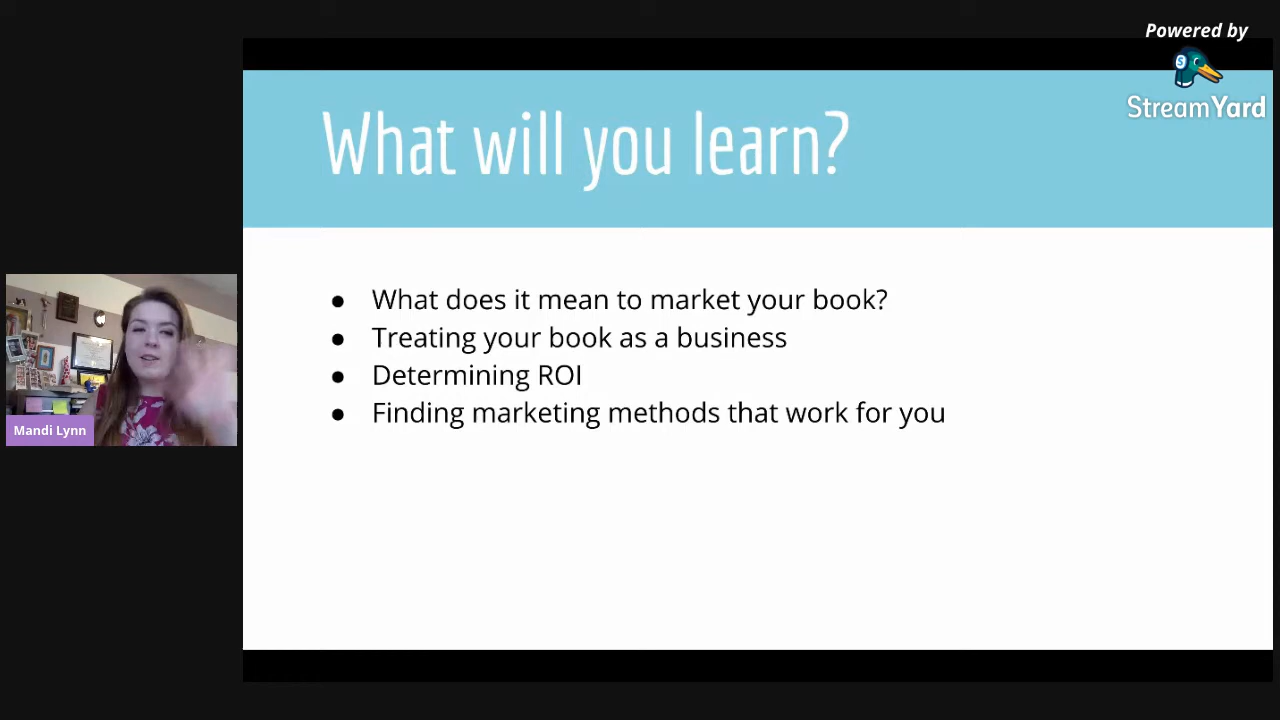 Powered by
StreamYard
What will you learn?
● What does it mean to market your book?
● Treating your book as a business
● Determining ROI
● Finding marketing methods that work for you
Mandi Lynn